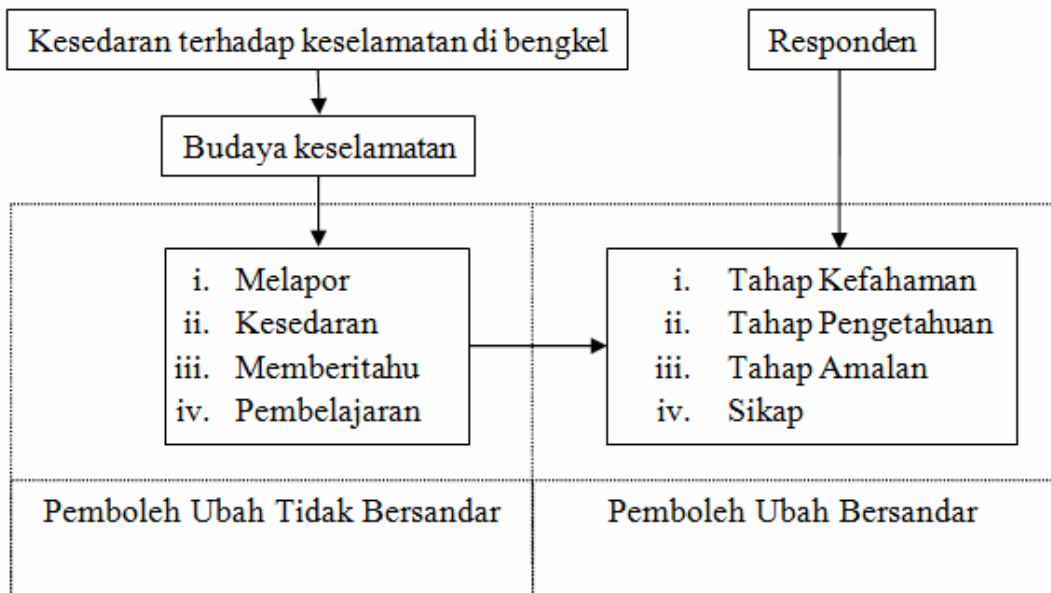 Kesedaran terhadap keselamatan di bengkel
Responden
Budaya keselamatan
i. Melapor
ii. Kesedaran
iii. Memberitahu
iv. Pembelajaran
i. Tahap Kefahaman
ii. Tahap Pengetahuan
iii. Tahap Amalan
iv. Sikap
Pemboleh Ubah Tidak Bersandar
Pemboleh Ubah Bersandar